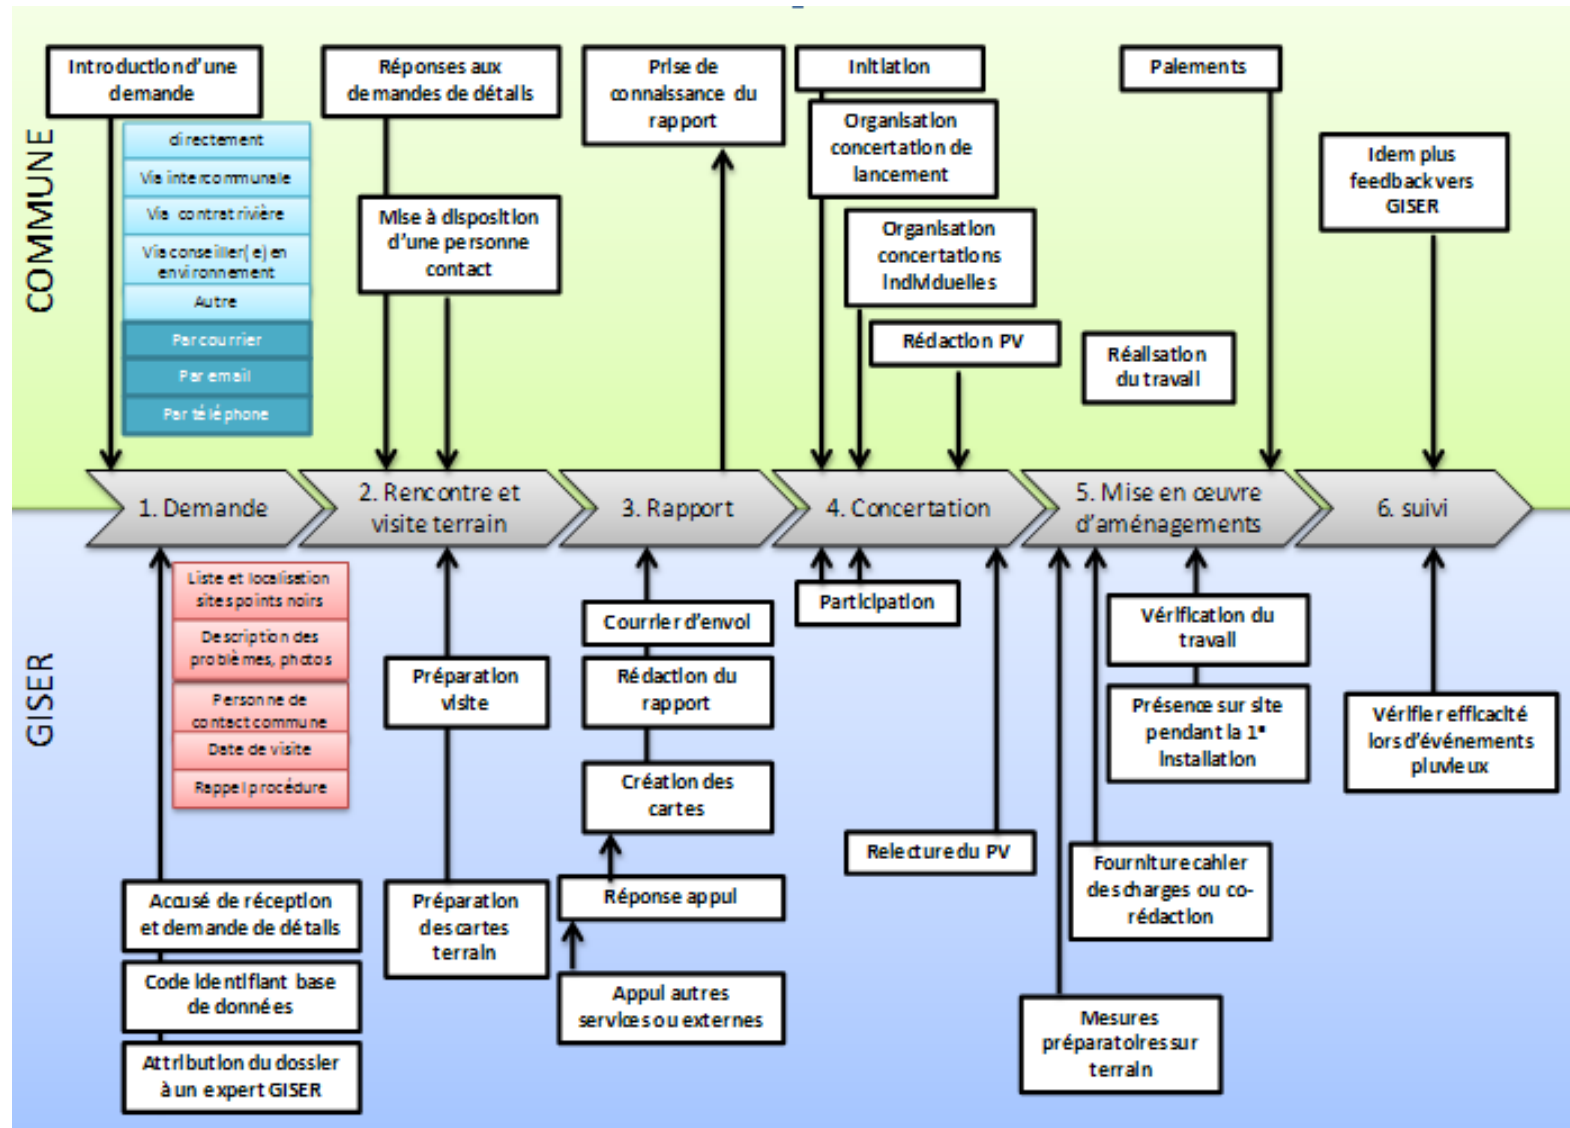 COMMUNE
Introduction d'une
demande
directement
Via intercommunale
Via contrat rivière
Via conseiller(e) en
environnement
Autre
Par courrier
Par email
Par téléphone
Réponses aux
demandes de détails
Mise à disposition
d'une personne
contact
Prise de
connaissance du
rapport
Initiation
Organisation
concertation de
lancement
Organisation
concertations
individuelles
Rédaction PV
Paiements
Réalisation
du travail
Idem plus
feedback vers
GISER
1. Demande
2. Rencontre et
visite terrain
3. Rapport
4. Concertation
5. Mise en œuvre
d'aménagements
6. suivi
GISER
Liste et localisation
sites points noirs
Description des
problèmes, photos
Personne de
contact commune
Date de visite
Rappel procédure
Accusé de réception
et demande de détails
Code identifiant base
de données
Attribution du dossier
à un expert GISER
Préparation
visite
Préparation
des cartes
terrain
Courrier d'envoi
Rédaction du
rapport
Création des
cartes
Réponse appui
Appui autres
services ou externes
Participation
Relecture du PV
Vérification du
travail
Présence sur site
pendant la 1e
installation
Fourniture cahier
des charges ou co-
rédaction
Mesures
préparatoires sur
terrain
Vérifier efficacité
lors d'événements
pluvieux